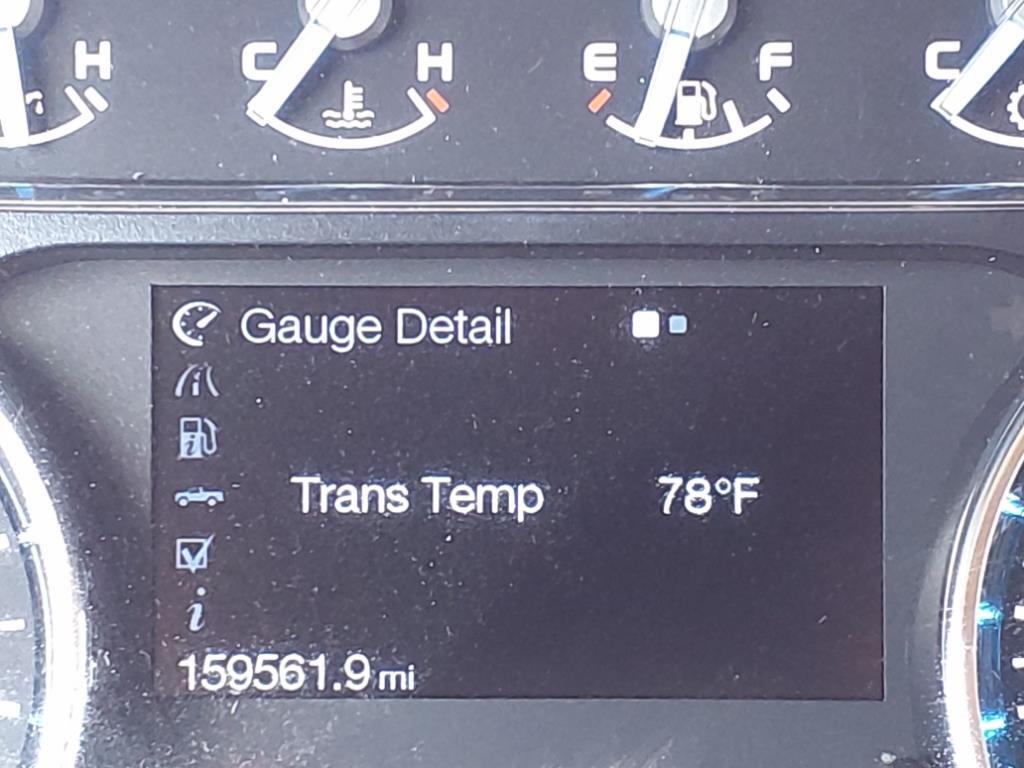 H C H E F C
Gauge Detail
Trans Temp 78°F
159561.9 mi